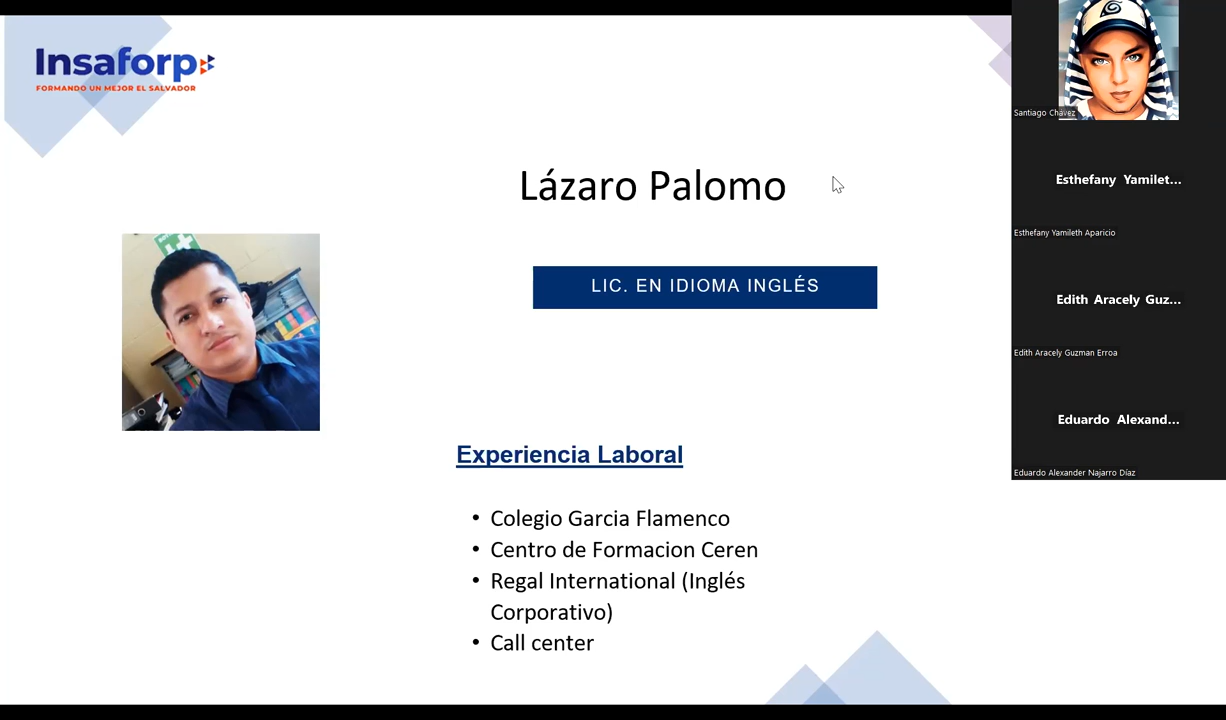 Insaforp
FORMANDO UN MEJOR EL SALVADOR
Lázaro Palomo
LIC. EN IDIOMA INGLÉS
Experiencia Laboral
• Colegio Garcia Flamenco
• Centro de Formacion Ceren
• Regal International (Inglés
Corporativo)
• Call center
Santiago Chavez
Esthefany Yamilet...
Esthefany Yamileth Aparicio
Edith Aracely Guz...
Edith Aracely Guzman Erroa
Eduardo Alexand...
Eduardo Alexander Najarro Díaz